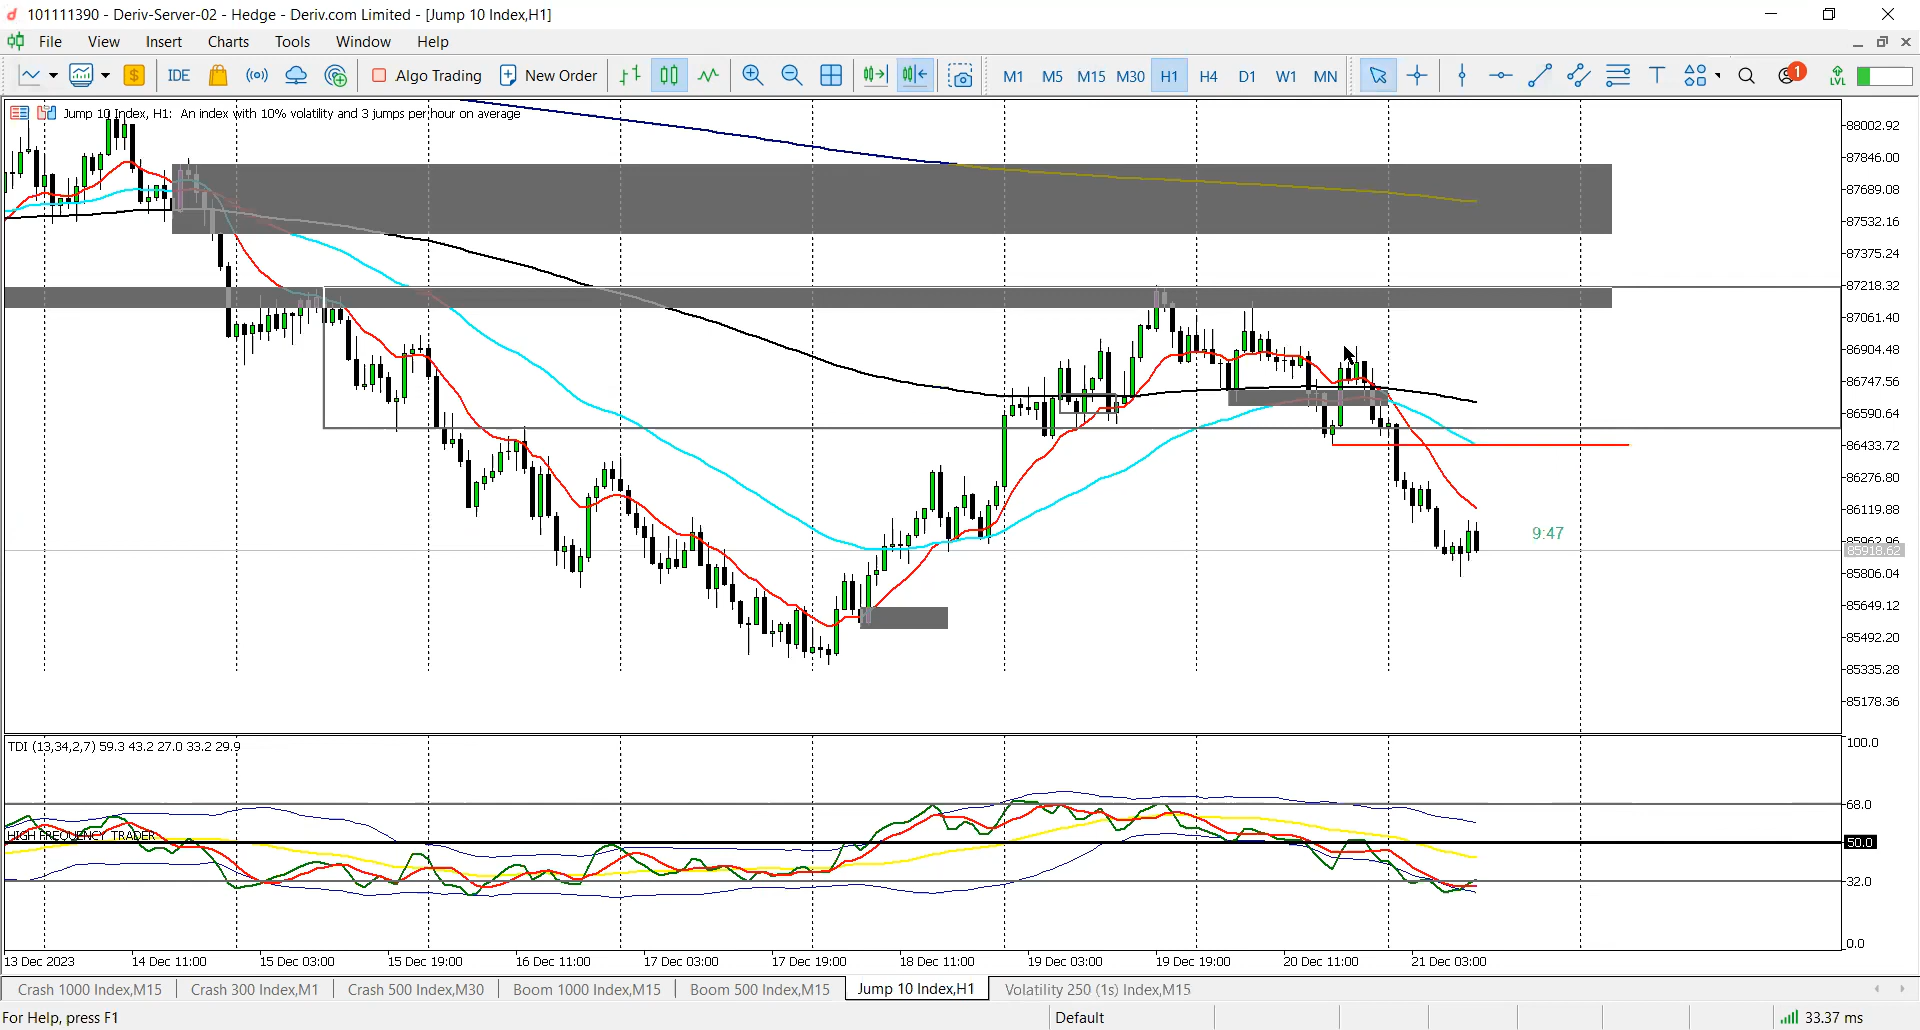 101111390 - Deriv-Server-02 - Hedge - Deriv.com Limited - [Jump 10 Index,H1]
File View Insert Charts Tools Window Help
IDE Algo Trading New Order M1 M5 M15 M30 H1 H4 D1 W1 MN T 1 LVL
Jump 10 Index, H1: An index with 10% volatility and 3 jumps per hour on average
88002.92
87846.00
87689.08
87532.16
87375.24
87218.32
87061.40
86904.48
86747.56
86590.64
86433.72
86276.80
86119.88
9:47
85962.96
85918.62
85806.04
85649.12
85492.20
85335.28
85178.36
TDI (13,34,2,7) 59.3 43.2 27.0 33.2 29.9
100.0
68.0
HIGH FREQUENCY TRADER
50.0
32.0
0.0
13 Dec 2023 14 Dec 11:00 15 Dec 03:00 15 Dec 19:00 16 Dec 11:00 17 Dec 03:00 17 Dec 19:00 18 Dec 11:00 19 Dec 03:00 19 Dec 19:00 20 Dec 11:00 21 Dec 03:00
Crash 1000 Index,M15 Crash 300 Index,M1 Crash 500 Index,M30 Boom 1000 Index,M15 Boom 500 Index,M15 Jump 10 Index,H1 Volatility 250 (1s) Index,M15
For Help, press F1 Default 33.37 ms